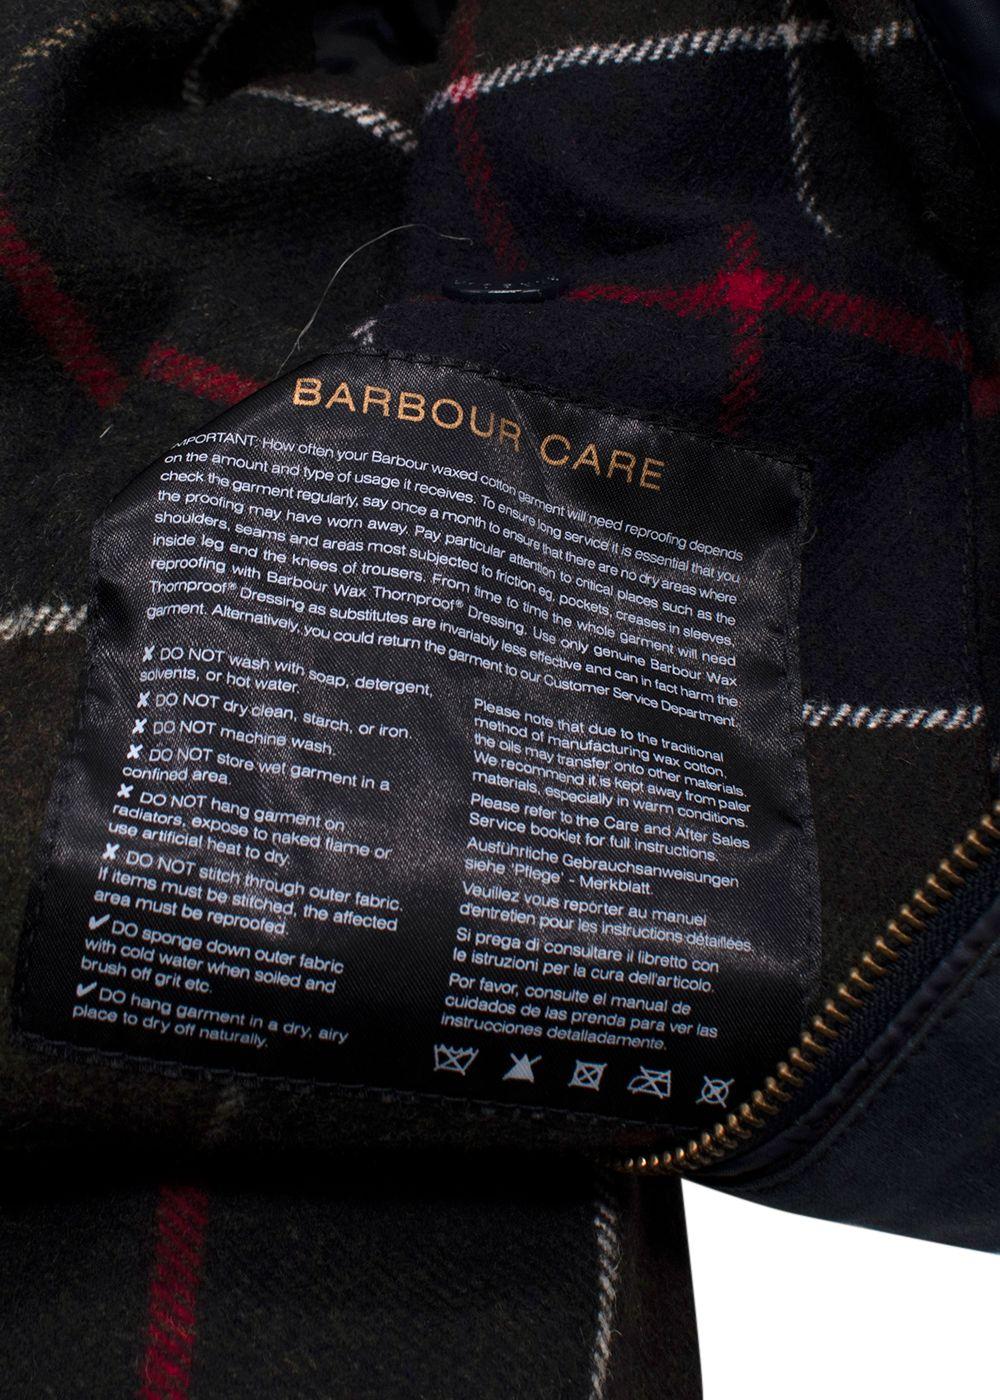 BARBOUR CARE
IMPORTANT: How often your Barbour waxed cotton garment will need reproofing depends
on the amount and type of usage it receives. To ensure long service it is essential that you
check the garment regularly, say once a month to ensure that there are no dry areas where
the proofing may have worn away. Pay particular attention to critical places such as the
shoulders, seams and areas most subjected to friction eg, pockets, creases in sleeves,
inside leg and the knees of trousers. From time to time the whole garment will need
reproofing with Barbour Wax Thornproof® Dressing. Use only genuine Barbour Wax
Thornproof® Dressing as substitutes are invariably less effective and can in fact harm the
garment. Alternatively, you could return the garment to our Customer Service Department.
✗ DO NOT wash with soap, detergent,
solvents, or hot water.
✗ DO NOT dry clean, starch, or iron.
✗ DO NOT machine wash.
✗ DO NOT store wet garment in a
confined area.
✗ DO NOT hang garment on
radiators, expose to naked flame or
use artificial heat to dry.
✗ DO NOT stitch through outer fabric.
If items must be stitched, the affected
area must be reproofed.
✓ DO sponge down outer fabric
with cold water when soiled and
brush off grit etc.
✓ DO hang garment in a dry, airy
place to dry off naturally.
Please note that due to the traditional
method of manufacturing wax cotton,
the oils may transfer onto other materials.
We recommend it is kept away from paler
materials, especially in warm conditions.
Please refer to the Care and After Sales
Service booklet for full instructions.
Ausführliche Gebrauchsanweisungen
siehe 'Pflege' - Merkblatt.
Veuillez vous repórter au manuel
d'entretien pour les instructions détaillées.
Si prega di consultare il libretto con
le istruzioni per la cura dell'articolo.
Por favor, consulte el manual de
cuidados de las prenda para ver las
instrucciones detalladamente.